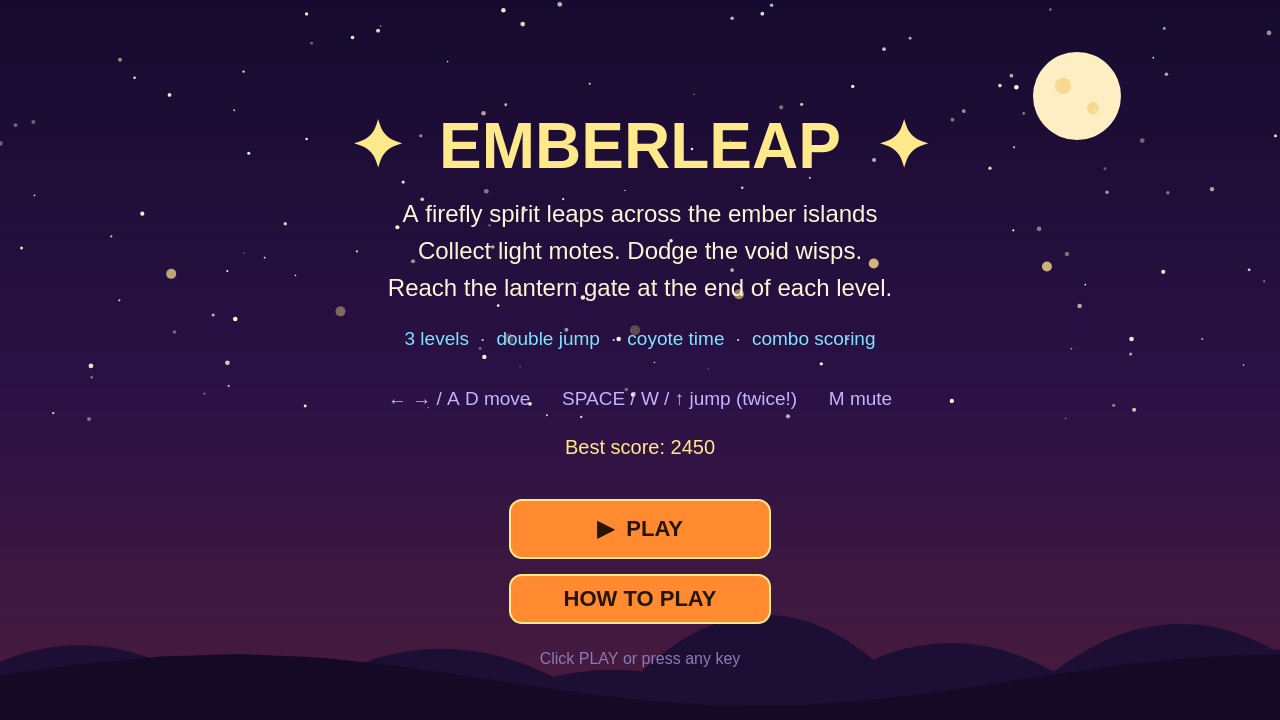 ✦ EMBERLEAP ✦
A firefly spirit leaps across the ember islands
Collect light motes. Dodge the void wisps.
Reach the lantern gate at the end of each level.
3 levels · double jump · coyote time · combo scoring
← → / A D move SPACE / W / ↑ jump (twice!) M mute
Best score: 2450
▶ PLAY
HOW TO PLAY
Click PLAY or press any key